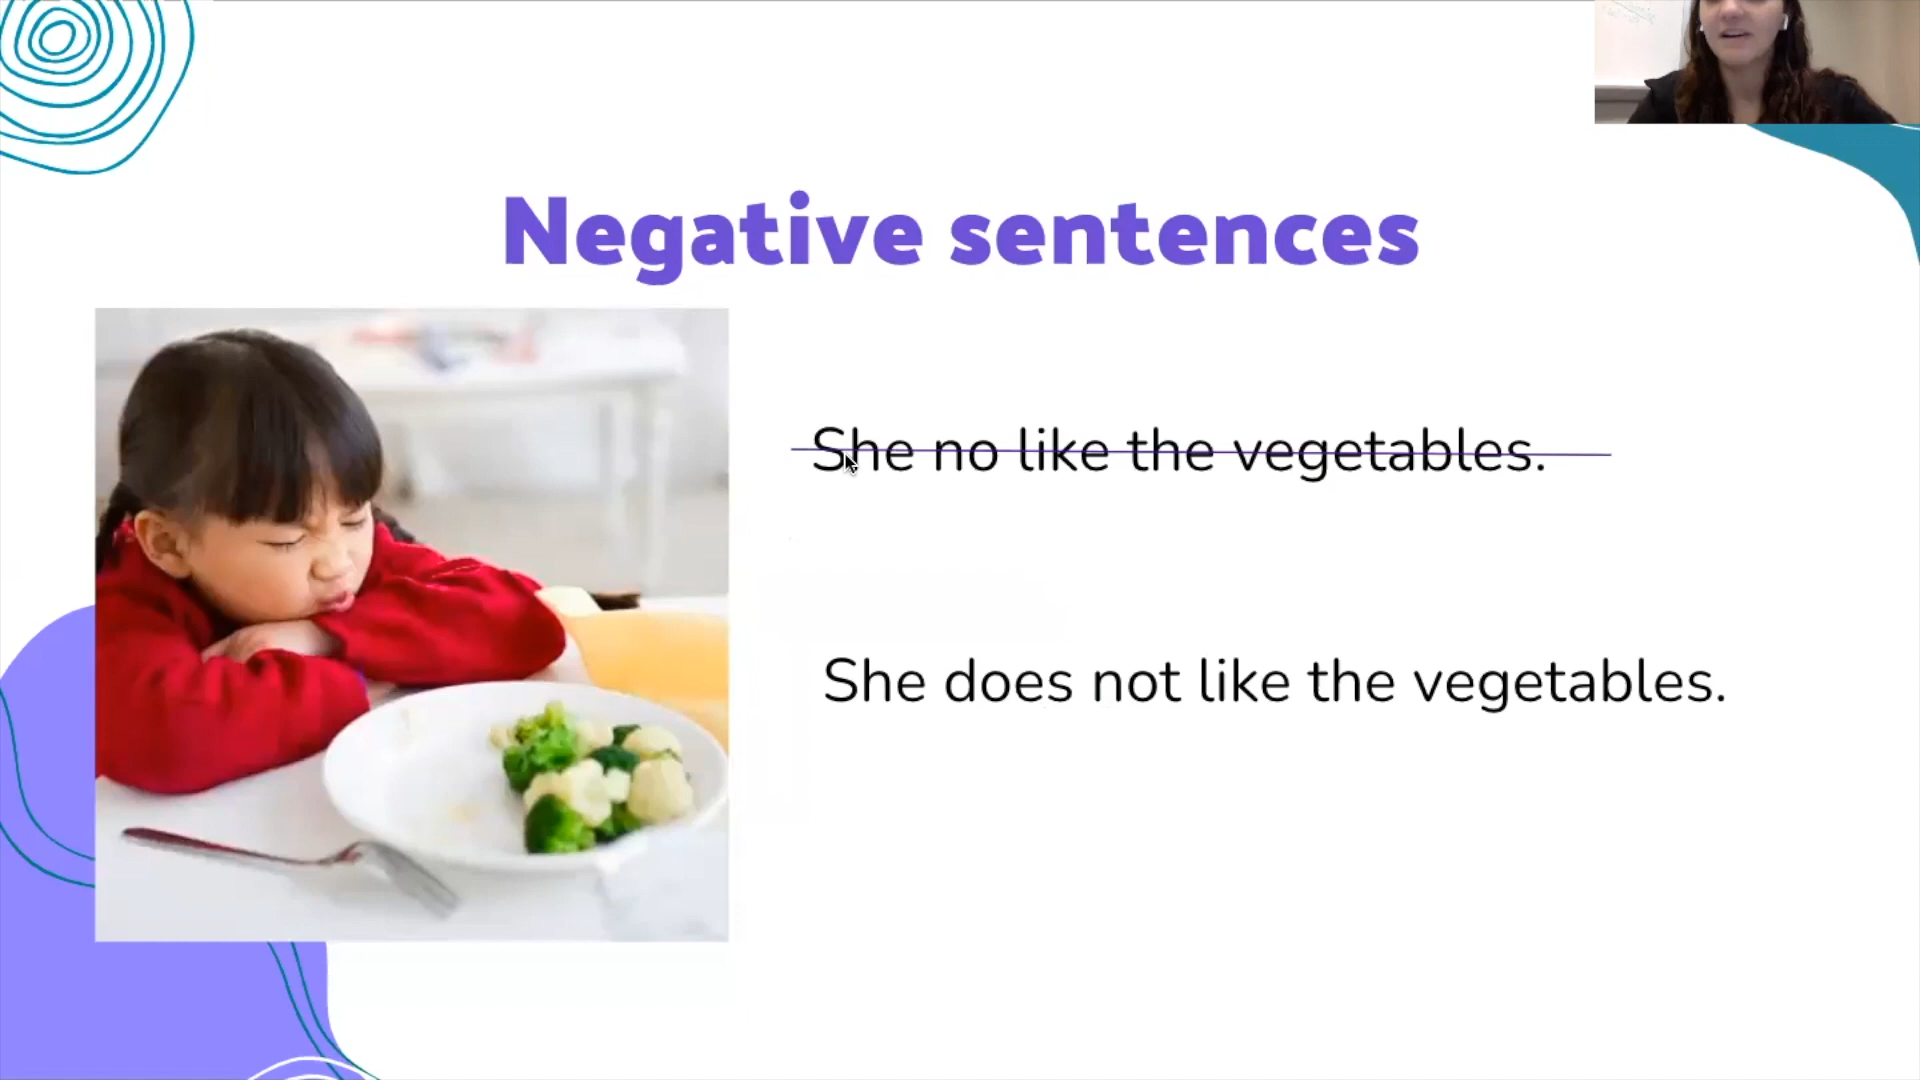 Negative sentences
She no like the vegetables.
She does not like the vegetables.